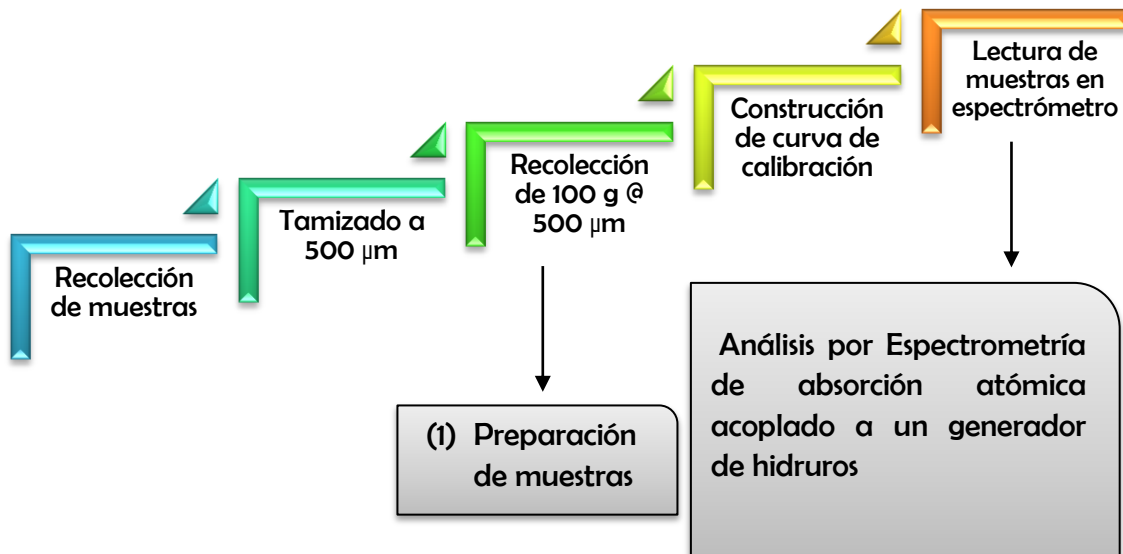 Recolección
de muestras
Tamizado a
500 µm
Recolección
de 100 g @
500 µm
Construcción
de curva de
calibración
Lectura de
muestras en
espectrómetro
(1) Preparación
de muestras
Análisis por Espectrometría
de absorción atómica
acoplado a un generador
de hidruros